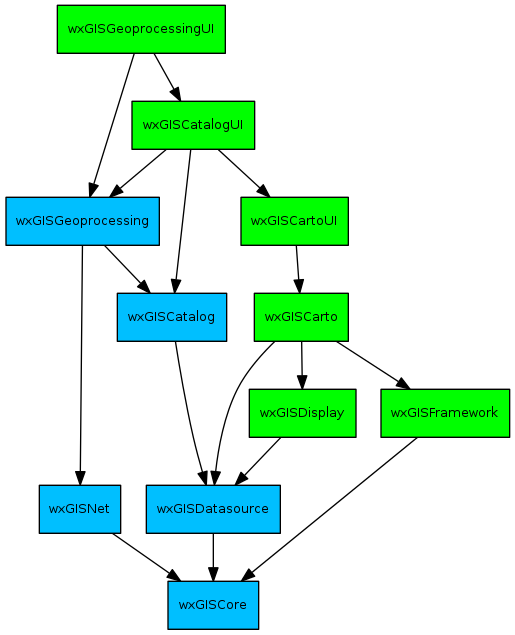 wxGISGeoprocessingUI
wxGISCatalogUI
wxGISGeoprocessing
wxGISCartoUI
wxGISCatalog
wxGISCarto
wxGISDisplay
wxGISFramework
wxGISNet
wxGISDatasource
wxGISCore